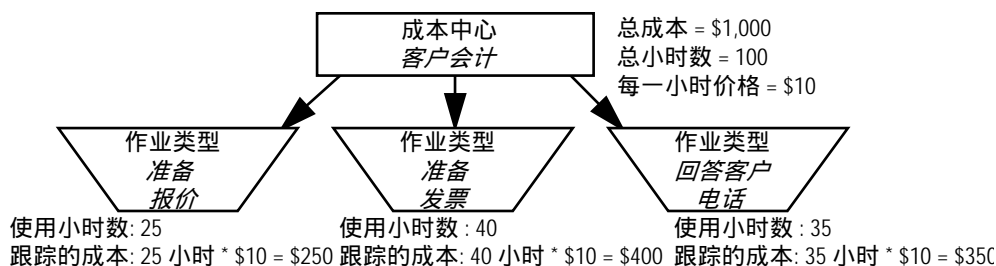 成本中心
客户会计
总成本 = $1,000
总小时数 = 100
每一小时价格 = $10
作业类型
准备
报价
作业类型
准备
发票
作业类型
回答客户
电话
使用小时数: 25
跟踪的成本: 25 小时 * $10 = $250
使用小时数 : 40
跟踪的成本: 40 小时 * $10 = $400
使用小时数 : 35
跟踪的成本: 35 小时 * $10 = $350